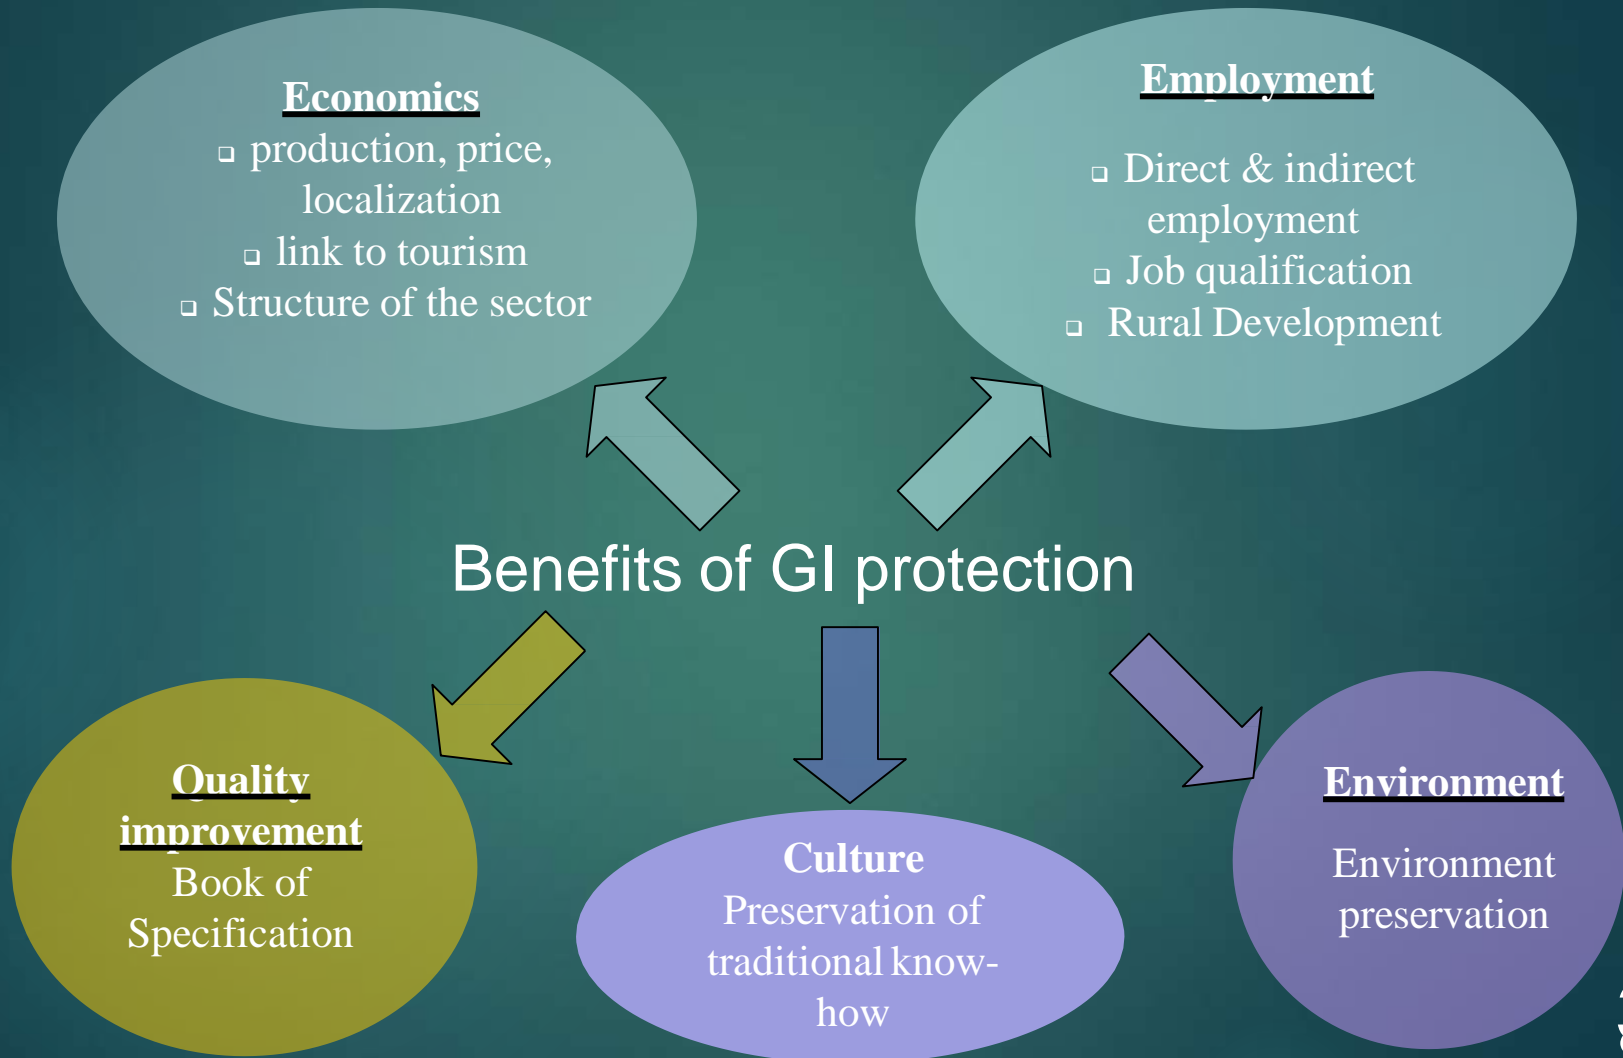 Economics
❑ production, price,
localization
❑ link to tourism
❑ Structure of the sector
Employment
❑ Direct & indirect
employment
❑ Job qualification
❑ Rural Development
Benefits of GI protection
Quality
improvement
Book of
Specification
Culture
Preservation of
traditional know-
how
Environment
Environment
preservation